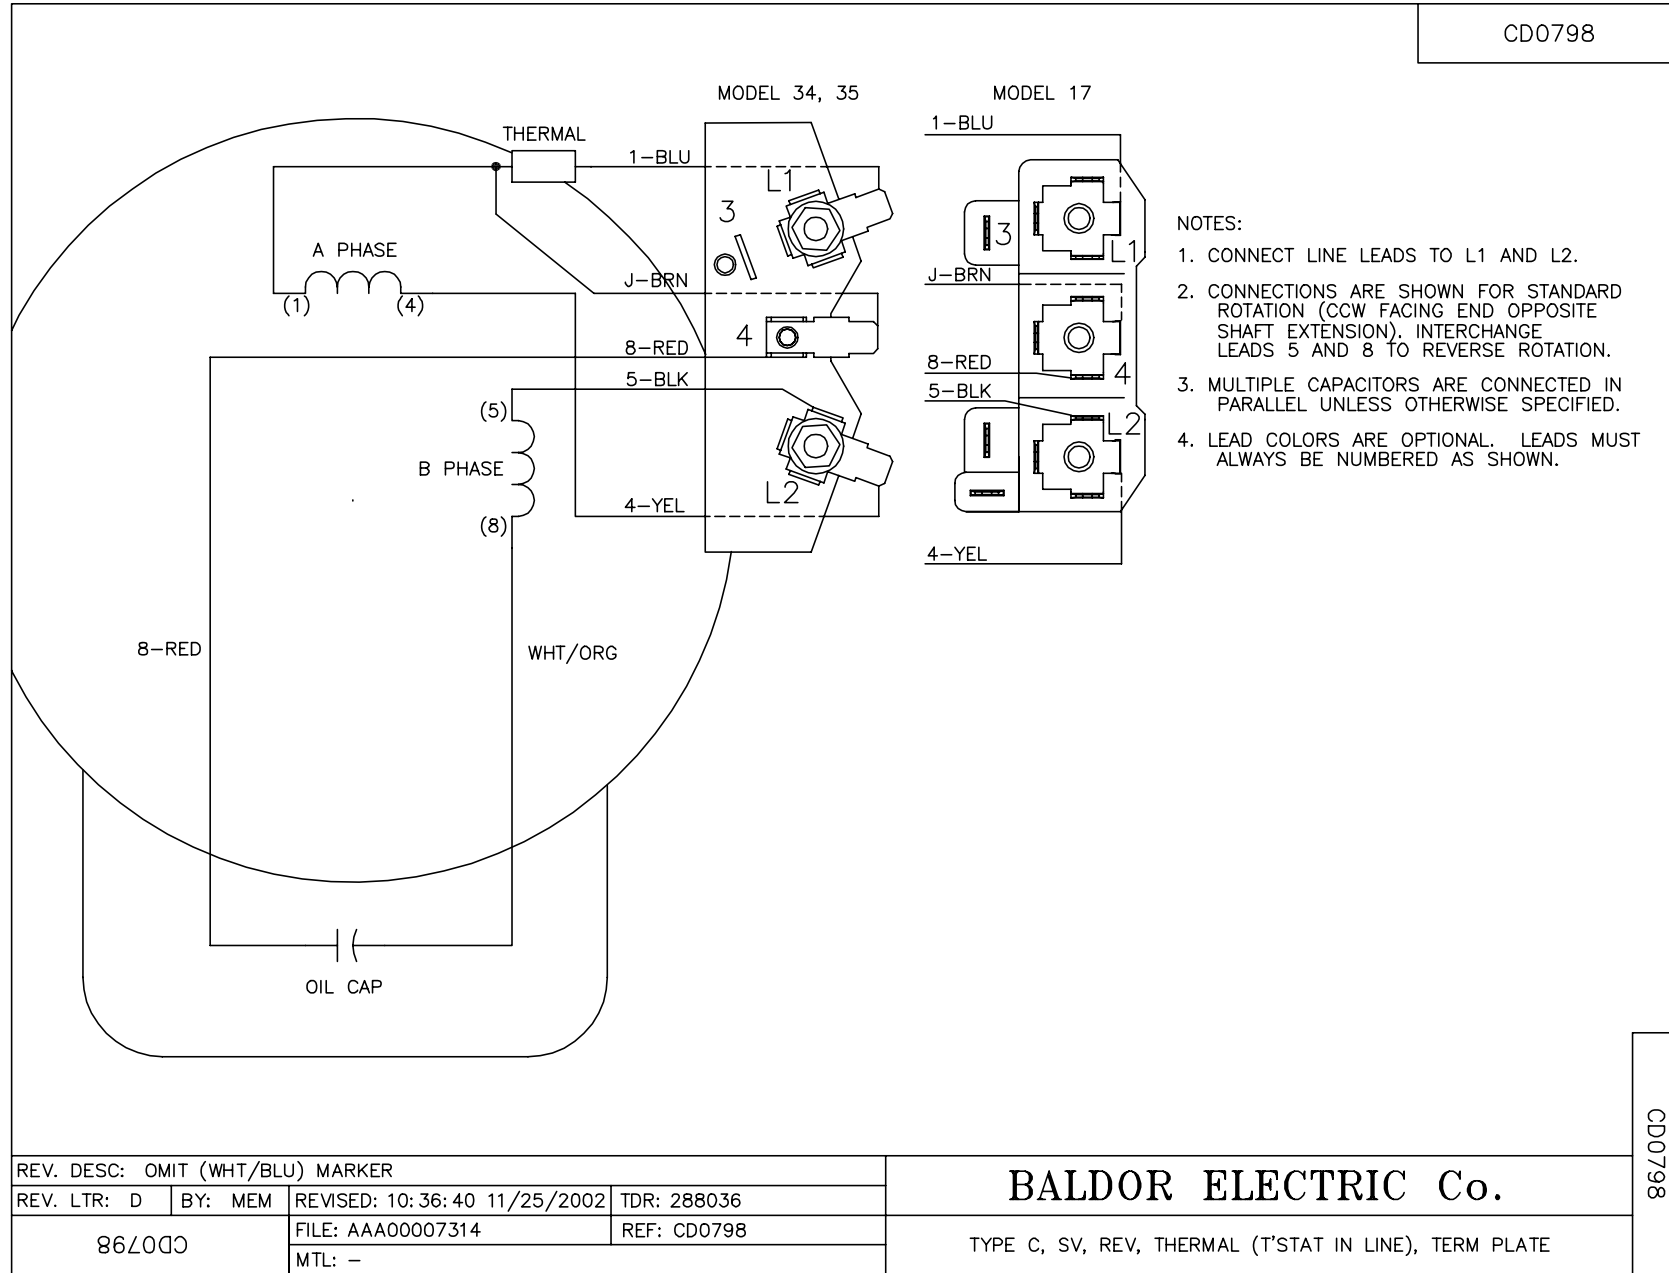 CD0798
MODEL 34, 35
MODEL 17
THERMAL
1-BLU
1-BLU
L1
3
A PHASE
(1)
(4)
J-BRN
4
8-RED
5-BLK
(5)
B PHASE
(8)
L2
4-YEL
3
L1
J-BRN
8-RED
4
5-BLK
L2
4-YEL
NOTES:
1. CONNECT LINE LEADS TO L1 AND L2.
2. CONNECTIONS ARE SHOWN FOR STANDARD
ROTATION (CCW FACING END OPPOSITE
SHAFT EXTENSION). INTERCHANGE
LEADS 5 AND 8 TO REVERSE ROTATION.
3. MULTIPLE CAPACITORS ARE CONNECTED IN
PARALLEL UNLESS OTHERWISE SPECIFIED.
4. LEAD COLORS ARE OPTIONAL. LEADS MUST
ALWAYS BE NUMBERED AS SHOWN.
8-RED
WHT/ORG
OIL CAP
CD0798
REV. DESC: OMIT (WHT/BLU) MARKER
REV. LTR: D
BY: MEM
REVISED: 10:36:40 11/25/2002
TDR: 288036
CD0798
FILE: AAA00007314
REF: CD0798
MTL: -
BALDOR ELECTRIC Co.
TYPE C, SV, REV, THERMAL (T'STAT IN LINE), TERM PLATE